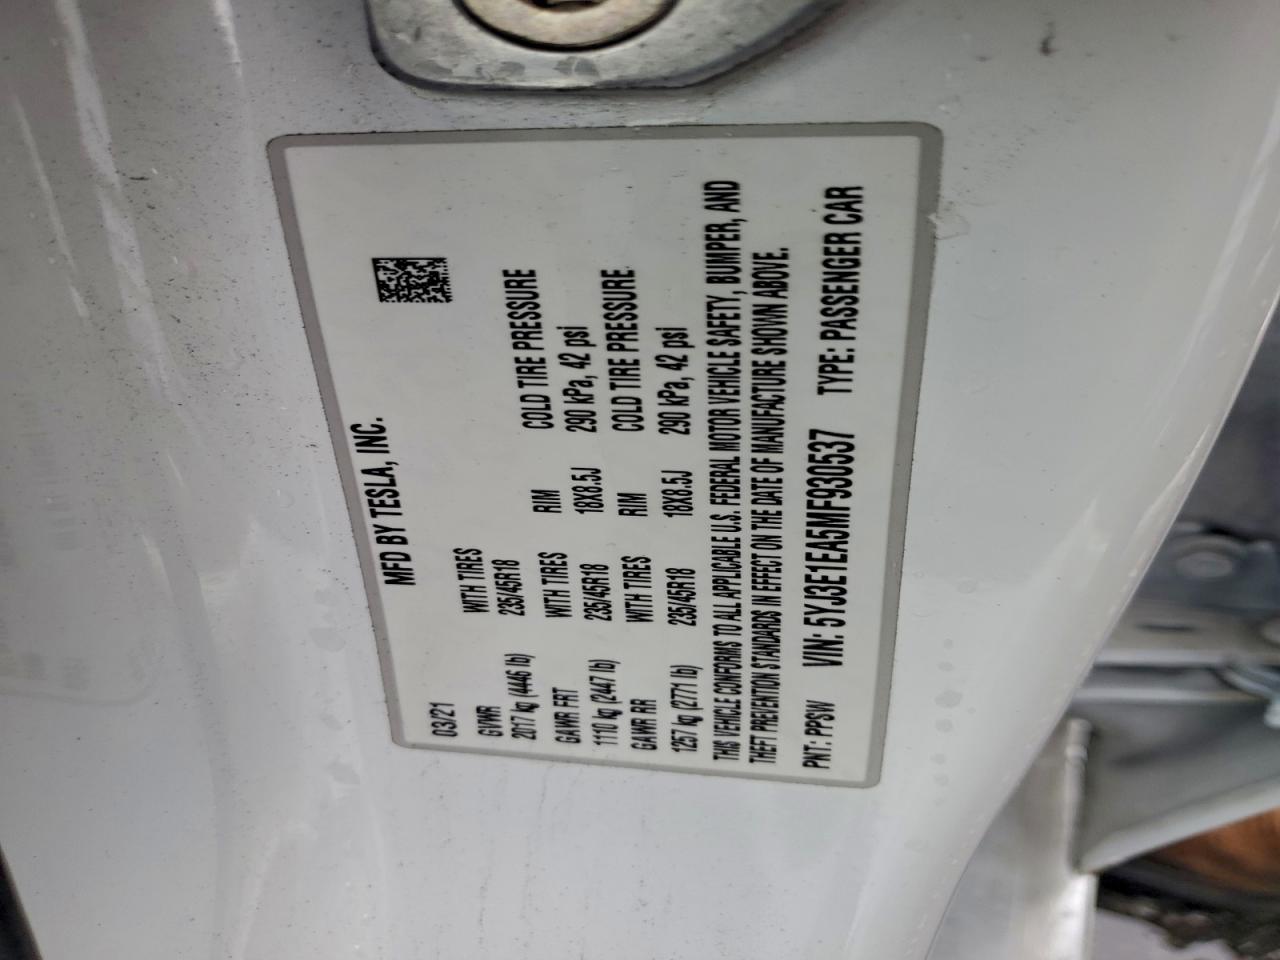 MFD BY TESLA, INC.
03/21
GVWR WITH TIRES
2017 kg (4446 lb) 235/45R18
GAWR FRT WITH TIRES RIM COLD TIRE PRESSURE
1110 kg (2447 lb) 235/45R18 18X8.5J 290 kPa, 42 psi
GAWR RR WITH TIRES RIM COLD TIRE PRESSURE
1257 kg (2771 lb) 235/45R18 18X8.5J 290 kPa, 42 psi
THIS VEHICLE CONFORMS TO ALL APPLICABLE U.S. FEDERAL MOTOR VEHICLE SAFETY, BUMPER, AND
THEFT PREVENTION STANDARDS IN EFFECT ON THE DATE OF MANUFACTURE SHOWN ABOVE.
PNT: PPSW VIN: 5YJ3E1EA5MF930537 TYPE: PASSENGER CAR